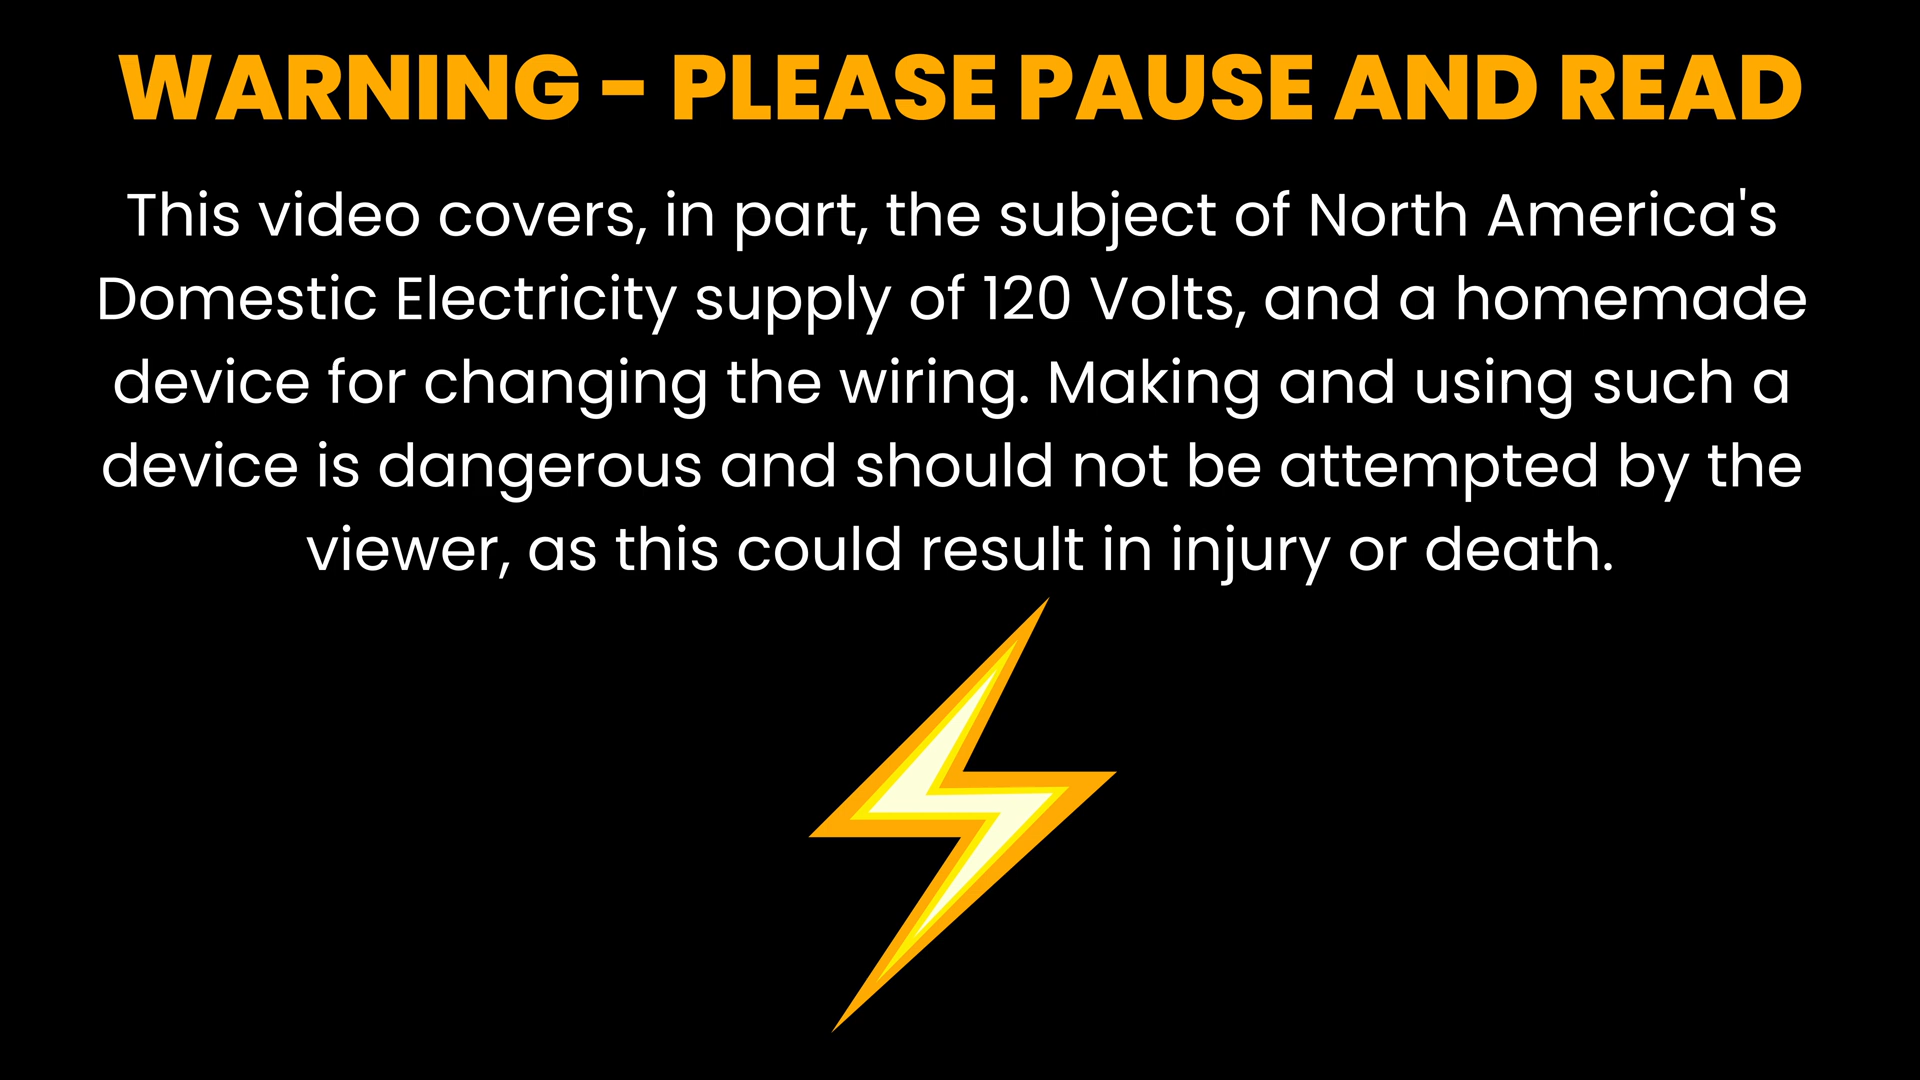 WARNING - PLEASE PAUSE AND READ
This video covers, in part, the subject of North America's
Domestic Electricity supply of 120 Volts, and a homemade
device for changing the wiring. Making and using such a
device is dangerous and should not be attempted by the
viewer, as this could result in injury or death.